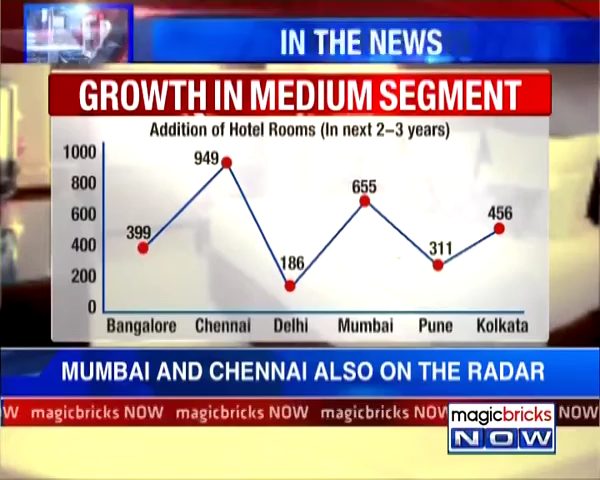 IN THE NEWS
GROWTH IN MEDIUM SEGMENT
Addition of Hotel Rooms (In next 2–3 years)
1000
800
600
400
200
0
399
949
186
655
311
456
Bangalore Chennai Delhi Mumbai Pune Kolkata
MUMBAI AND CHENNAI ALSO ON THE RADAR
W magicbricks NOW magicbricks NOW magicbricks NOW NOW
magicbricks
NOW